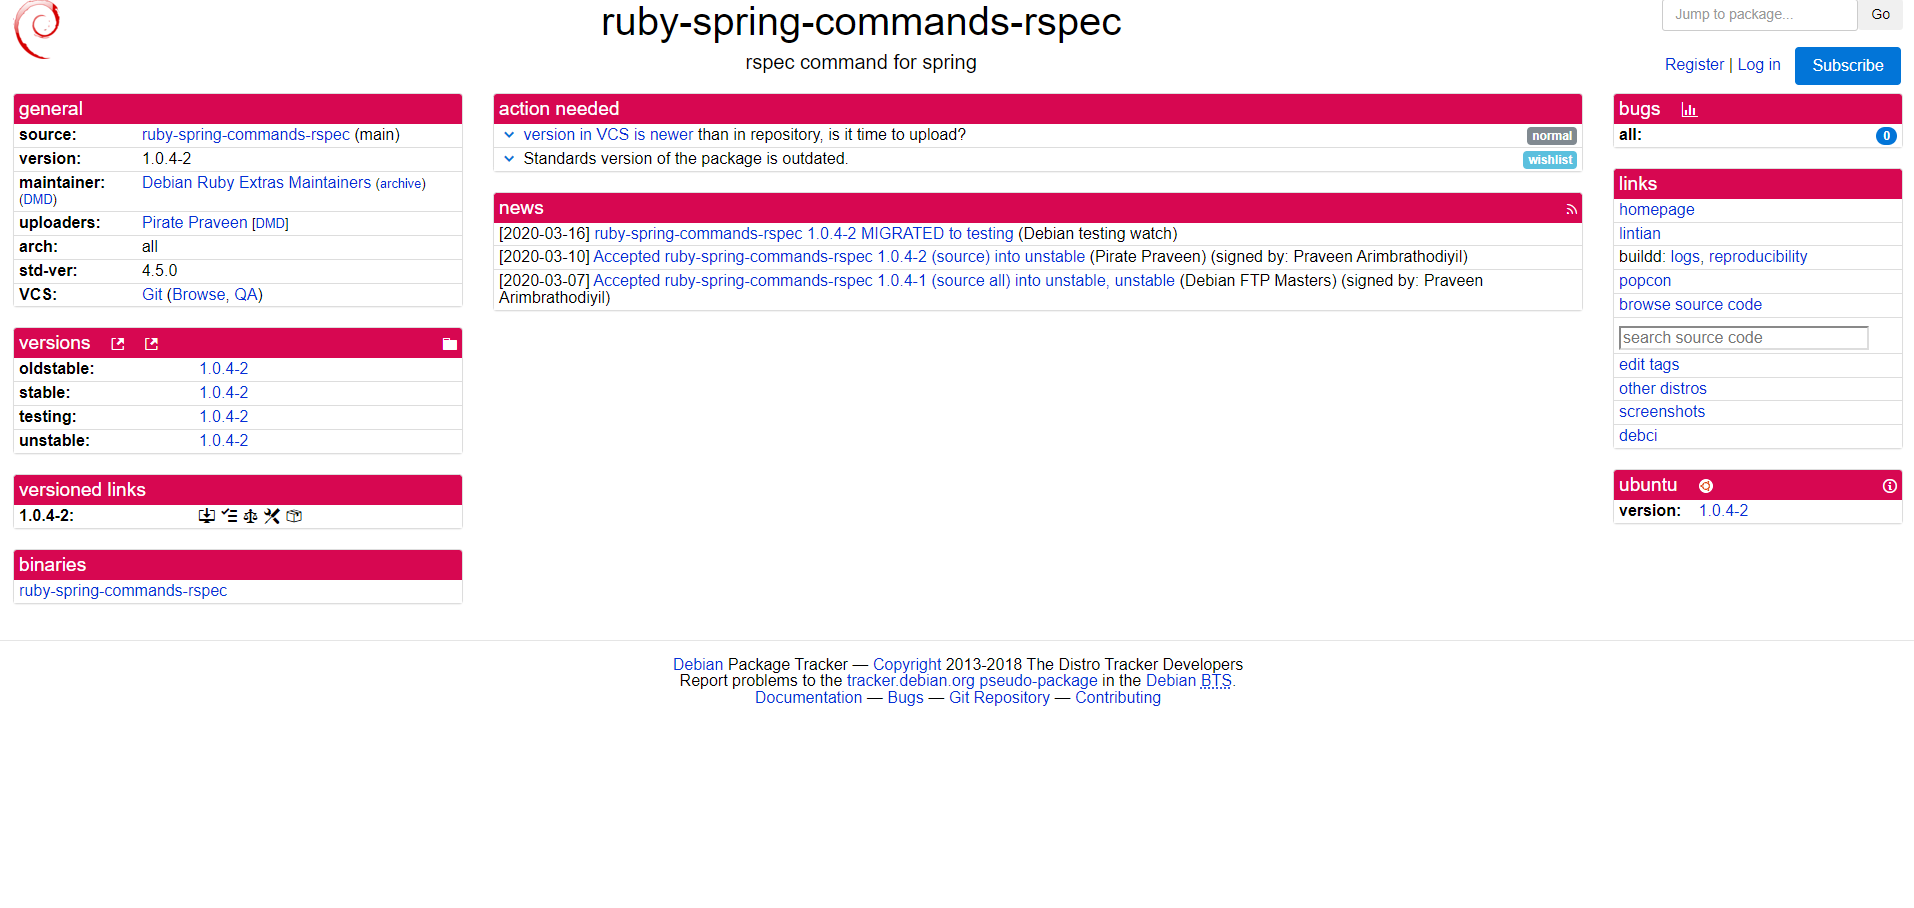 ruby-spring-commands-rspec
rspec command for spring
Jump to package... Go
Register | Log in Subscribe
general
source: ruby-spring-commands-rspec (main)
version: 1.0.4-2
maintainer: Debian Ruby Extras Maintainers (archive)
(DMD)
uploaders: Pirate Praveen [DMD]
arch: all
std-ver: 4.5.0
VCS: Git (Browse, QA)
versions
oldstable: 1.0.4-2
stable: 1.0.4-2
testing: 1.0.4-2
unstable: 1.0.4-2
versioned links
1.0.4-2:
binaries
ruby-spring-commands-rspec
action needed
version in VCS is newer than in repository, is it time to upload? normal
Standards version of the package is outdated. wishlist
news
[2020-03-16] ruby-spring-commands-rspec 1.0.4-2 MIGRATED to testing (Debian testing watch)
[2020-03-10] Accepted ruby-spring-commands-rspec 1.0.4-2 (source) into unstable (Pirate Praveen) (signed by: Praveen Arimbrathodiyil)
[2020-03-07] Accepted ruby-spring-commands-rspec 1.0.4-1 (source all) into unstable, unstable (Debian FTP Masters) (signed by: Praveen
Arimbrathodiyil)
bugs
all: 0
links
homepage
lintian
buildd: logs, reproducibility
popcon
browse source code
search source code
edit tags
other distros
screenshots
debci
ubuntu
version: 1.0.4-2
Debian Package Tracker — Copyright 2013-2018 The Distro Tracker Developers
Report problems to the tracker.debian.org pseudo-package in the Debian BTS.
Documentation — Bugs — Git Repository — Contributing